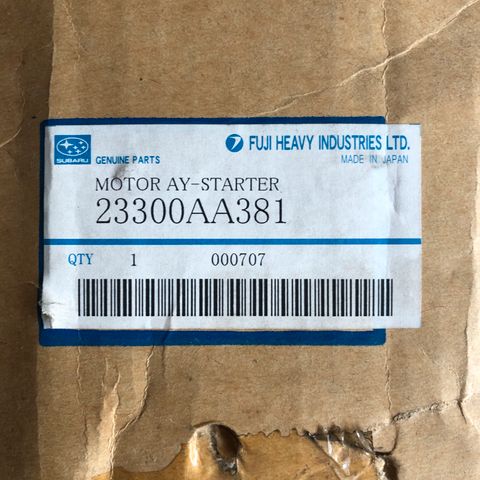 SUBARU
GENUINE PARTS
FUJI HEAVY INDUSTRIES LTD.
MADE IN JAPAN
MOTOR AY-STARTER
23300AA381
QTY 1 000707